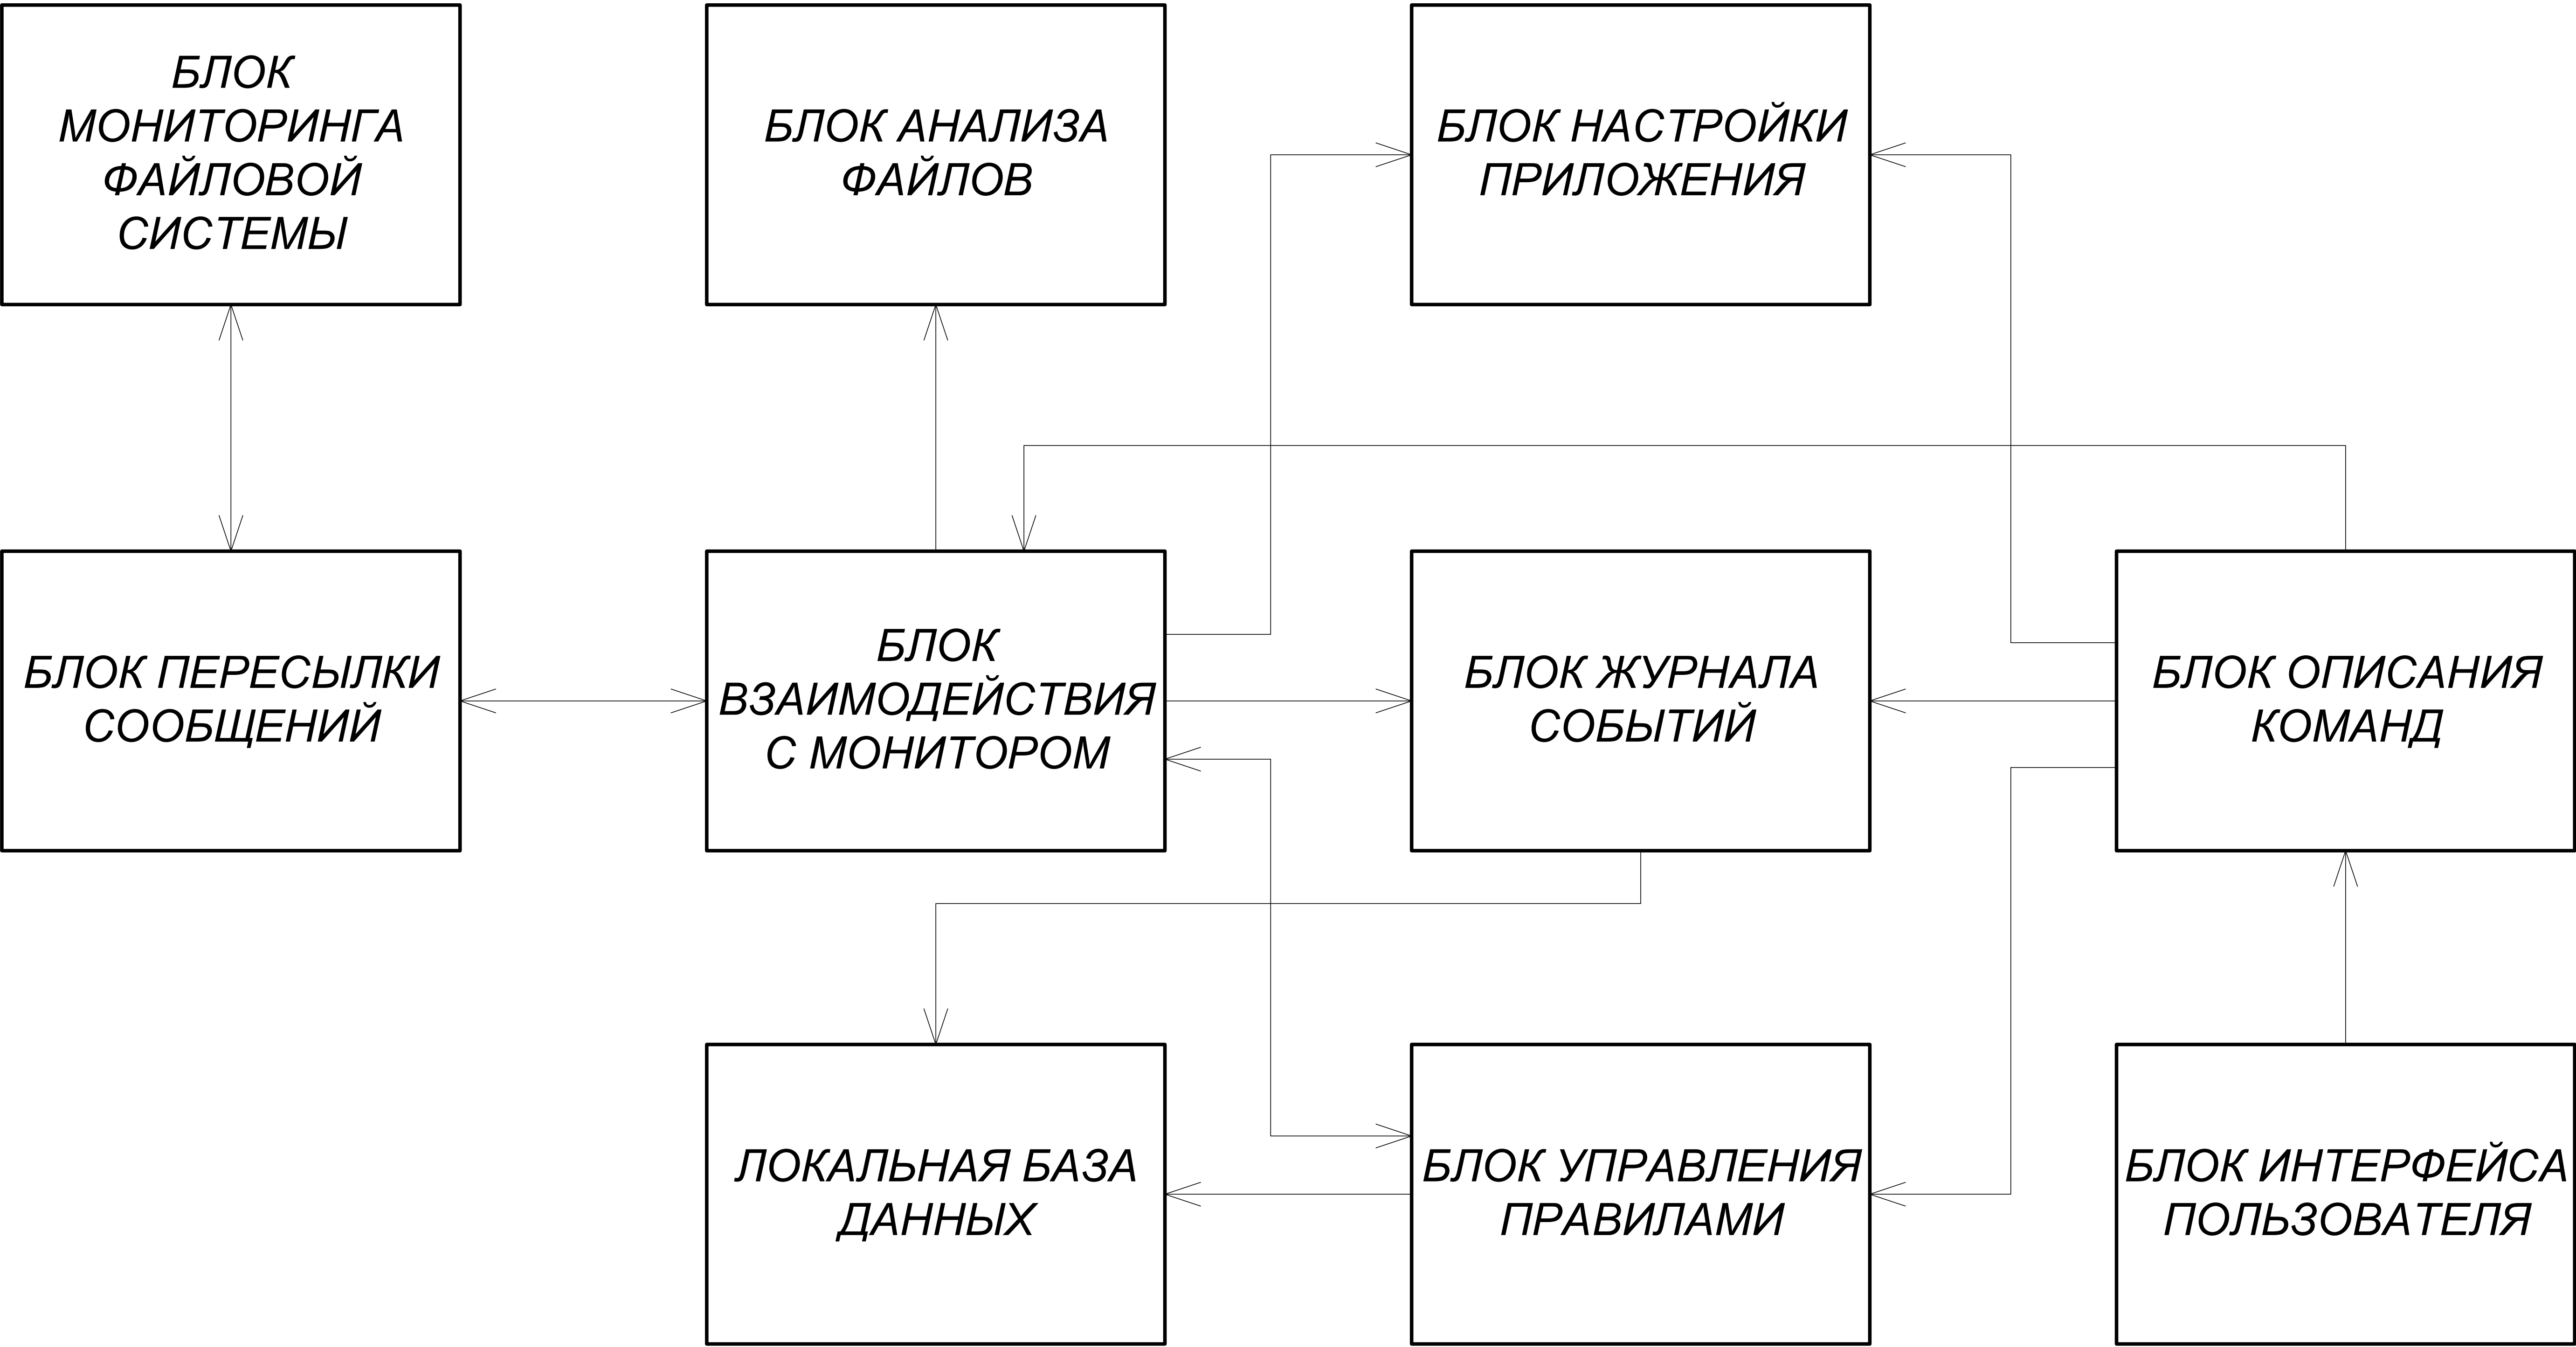 БЛОК
МОНИТОРИНГА
ФАЙЛОВОЙ
СИСТЕМЫ
БЛОК АНАЛИЗА
ФАЙЛОВ
БЛОК НАСТРОЙКИ
ПРИЛОЖЕНИЯ
БЛОК ПЕРЕСЫЛКИ
СООБЩЕНИЙ
БЛОК
ВЗАИМОДЕЙСТВИЯ
С МОНИТОРОМ
БЛОК ЖУРНАЛА
СОБЫТИЙ
БЛОК ОПИСАНИЯ
КОМАНД
ЛОКАЛЬНАЯ БАЗА
ДАННЫХ
БЛОК УПРАВЛЕНИЯ
ПРАВИЛАМИ
БЛОК ИНТЕРФЕЙСА
ПОЛЬЗОВАТЕЛЯ